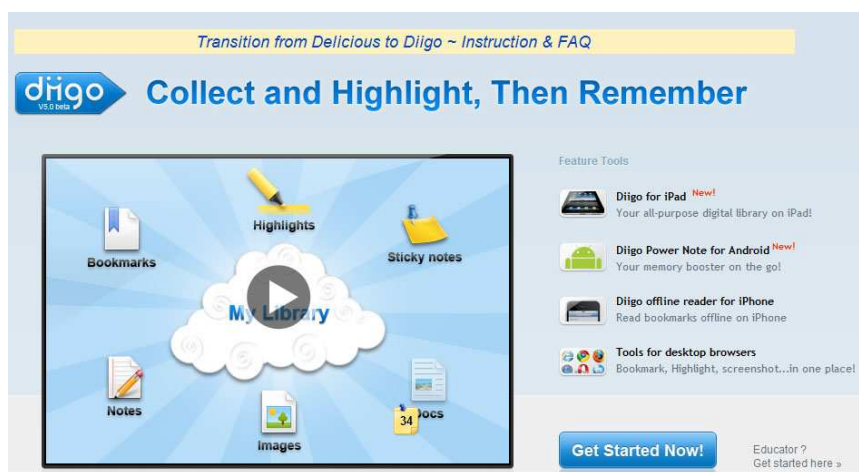 Transition from Delicious to Diigo ~ Instruction & FAQ
diigo
V5.0 beta
Collect and Highlight, Then Remember
Highlights
Bookmarks
Sticky notes
My Library
Notes
Images
34
Docs
Feature Tools
Diigo for iPad New!
Your all-purpose digital library on iPad!
Diigo Power Note for Android New!
Your memory booster on the go!
Diigo offline reader for iPhone
Read bookmarks offline on iPhone
Tools for desktop browsers
Bookmark, Highlight, screenshot...in one place!
Get Started Now!
Educator ?
Get started here »